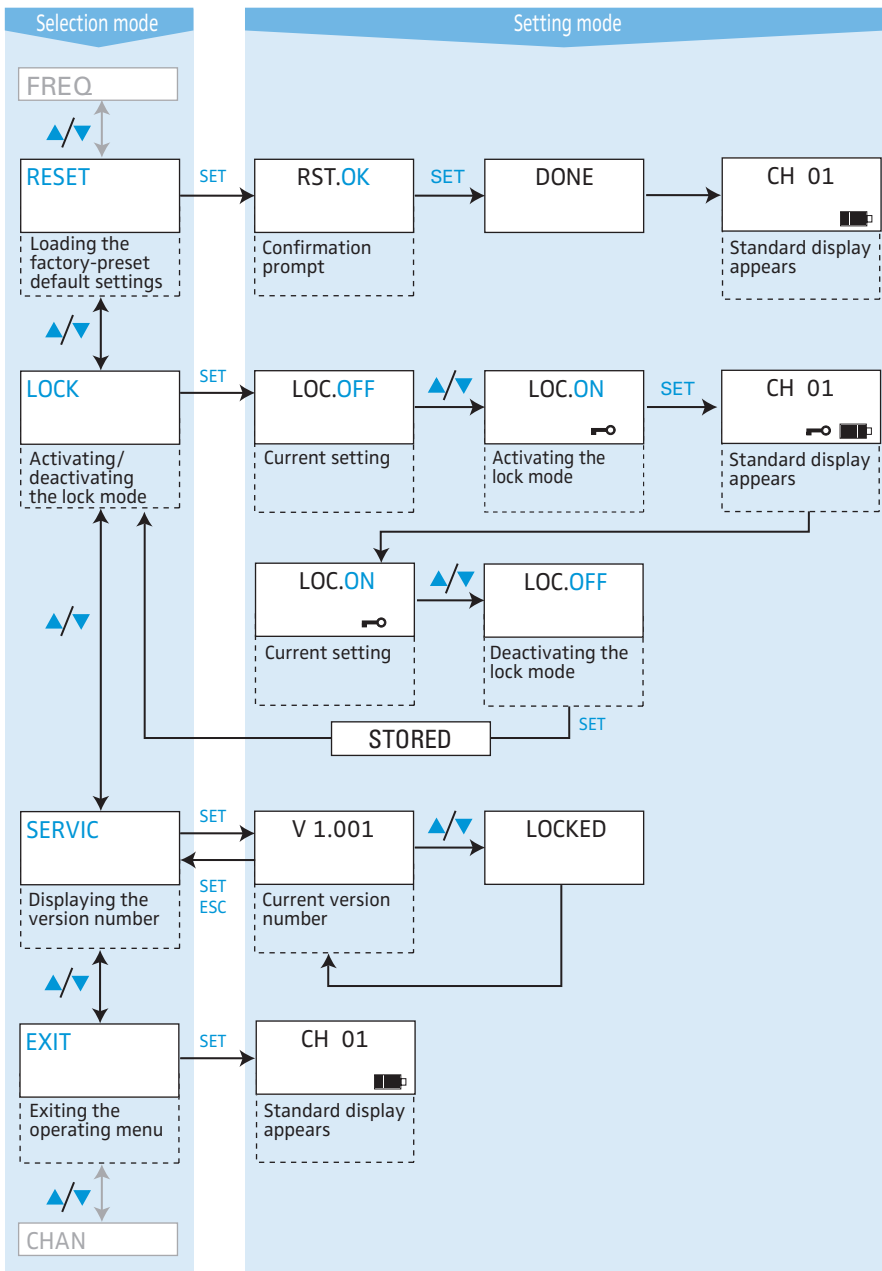 Selection mode
Setting mode
FREQ
▲/▼
RESET
SET
RST.OK
SET
DONE
CH 01
Loading the
factory-preset
default settings
Confirmation
prompt
Standard display
appears
▲/▼
LOCK
SET
LOC.OFF
▲/▼
LOC.ON
SET
CH 01
Activating/
deactivating
the lock mode
Current setting
Activating the
lock mode
Standard display
appears
▲/▼
LOC.ON
▲/▼
LOC.OFF
Current setting
Deactivating the
lock mode
SET
STORED
SERVIC
SET
V 1.001
▲/▼
LOCKED
SET
ESC
Displaying the
version number
Current version
number
▲/▼
EXIT
SET
CH 01
Exiting the
operating menu
Standard display
appears
▲/▼
CHAN